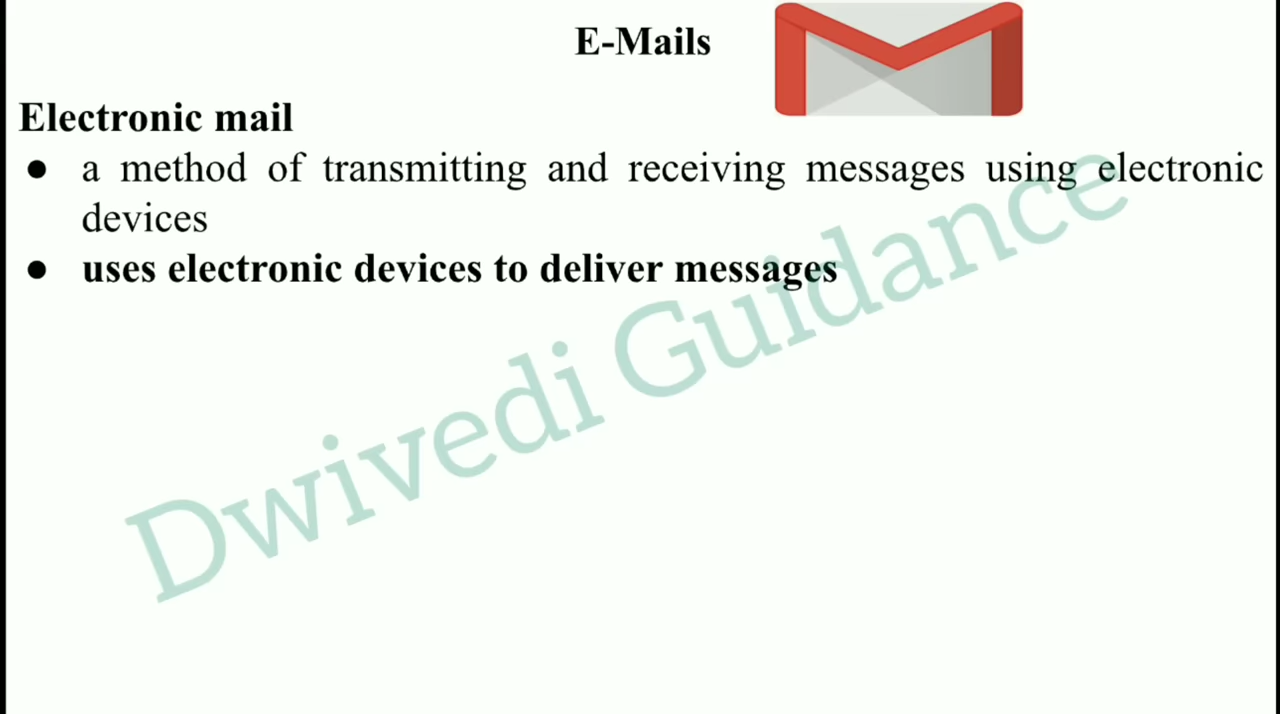 E-Mails
Electronic mail
● a method of transmitting and receiving messages using electronic
devices
● uses electronic devices to deliver messages
Dwivedi Guidance